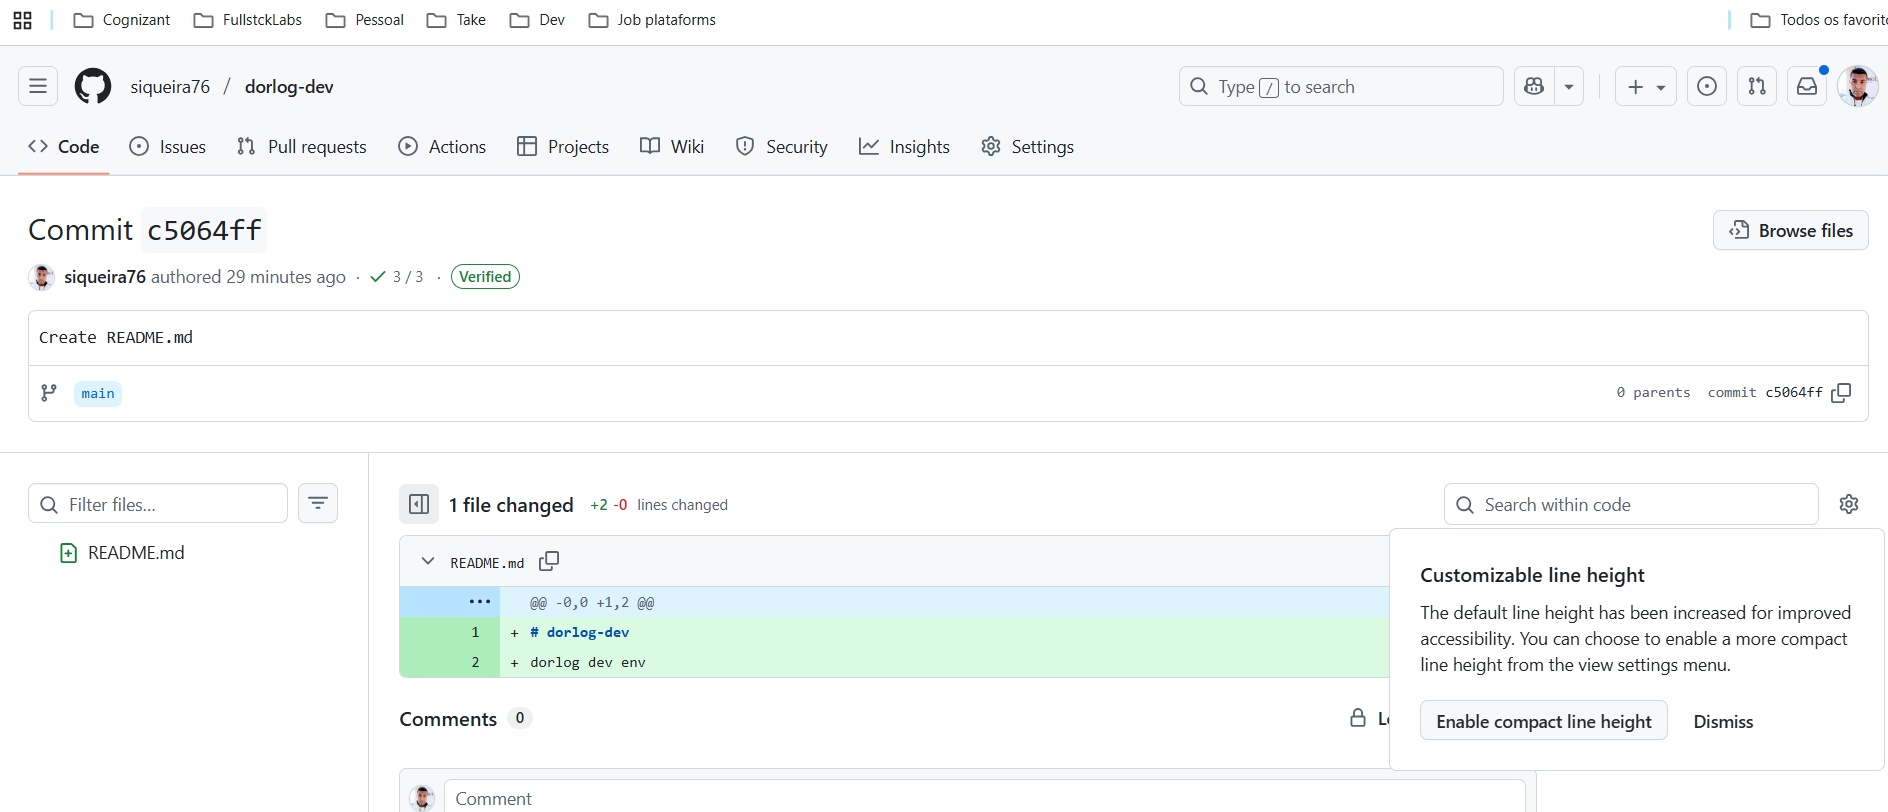 Cognizant FullstckLabs Pessoal Take Dev Job plataforms Todos os favorito
siqueira76 / dorlog-dev Type / to search
Code Issues Pull requests Actions Projects Wiki Security Insights Settings
Commit c5064ff Browse files
siqueira76 authored 29 minutes ago · 3 / 3 · Verified
Create README.md
main 0 parents commit c5064ff
Filter files... 1 file changed +2 -0 lines changed Search within code
README.md
README.md
@@ -0,0 +1,2 @@
1 + # dorlog-dev
2 + dorlog dev env
Customizable line height
The default line height has been increased for improved
accessibility. You can choose to enable a more compact
line height from the view settings menu.
Enable compact line height Dismiss
Comments 0
Comment